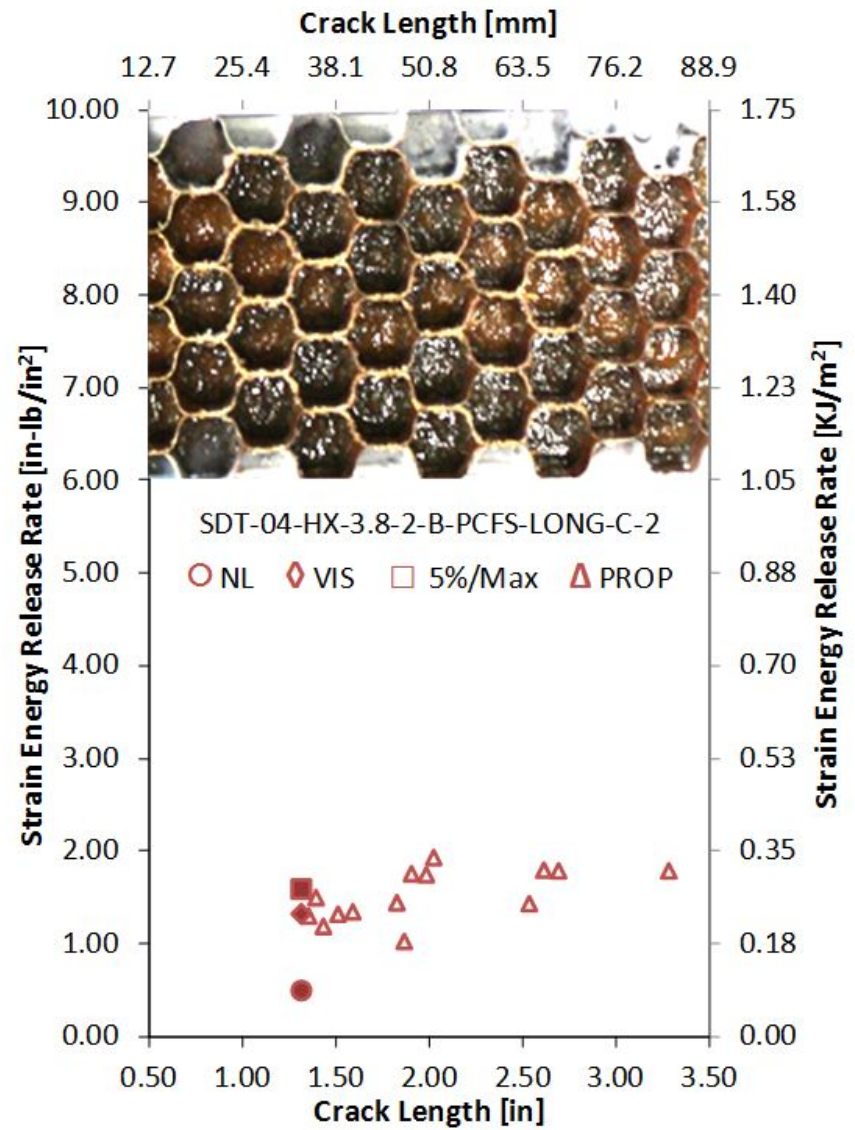 Crack Length [mm]
12.7 25.4 38.1 50.8 63.5 76.2 88.9
10.00 1.75
9.00 1.58
8.00 1.40
7.00 1.23
6.00 1.05
SDT-04-HX-3.8-2-B-PCFS-LONG-C-2
5.00 0.88
NL VIS 5%/Max PROP
4.00 0.70
3.00 0.53
2.00 0.35
1.00 0.18
0.00 0.00
Strain Energy Release Rate [in-lb/in²]
Strain Energy Release Rate [KJ/m²]
0.50 1.00 1.50 2.00 2.50 3.00 3.50
Crack Length [in]